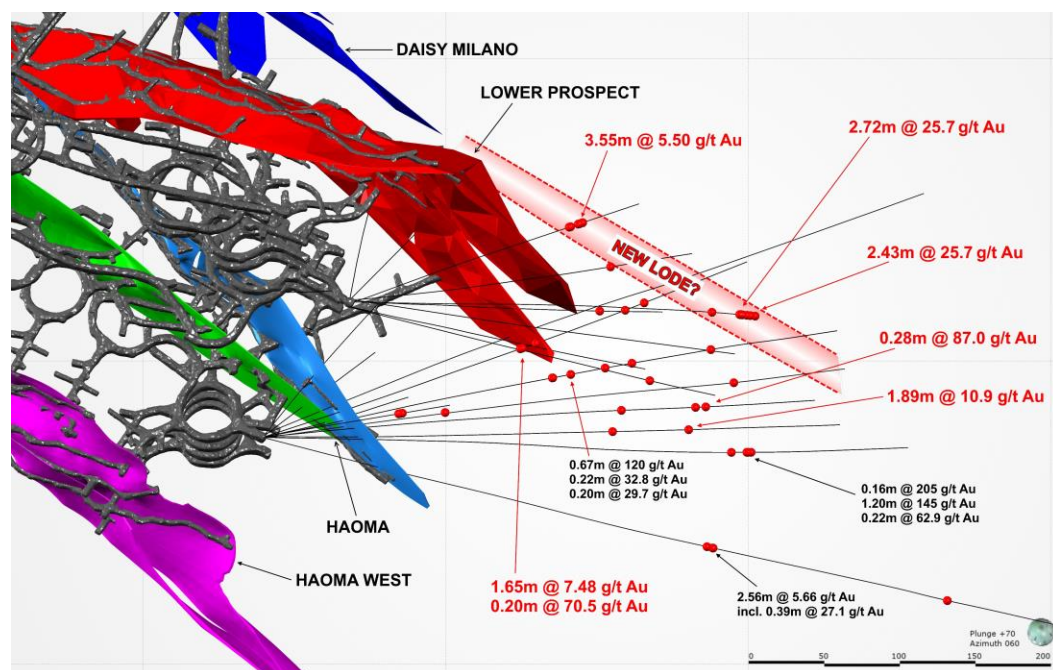 DAISY MILANO
LOWER PROSPECT
3.55m @ 5.50 g/t Au
2.72m @ 25.7 g/t Au
NEW LODE?
2.43m @ 25.7 g/t Au
0.28m @ 87.0 g/t Au
1.89m @ 10.9 g/t Au
0.67m @ 120 g/t Au
0.22m @ 32.8 g/t Au
0.20m @ 29.7 g/t Au
0.16m @ 205 g/t Au
1.20m @ 145 g/t Au
0.22m @ 62.9 g/t Au
HAOMA
HAOMA WEST
1.65m @ 7.48 g/t Au
0.20m @ 70.5 g/t Au
2.56m @ 5.66 g/t Au
incl. 0.39m @ 27.1 g/t Au
Plunge +70
Azimuth 060
0 50 100 150 200